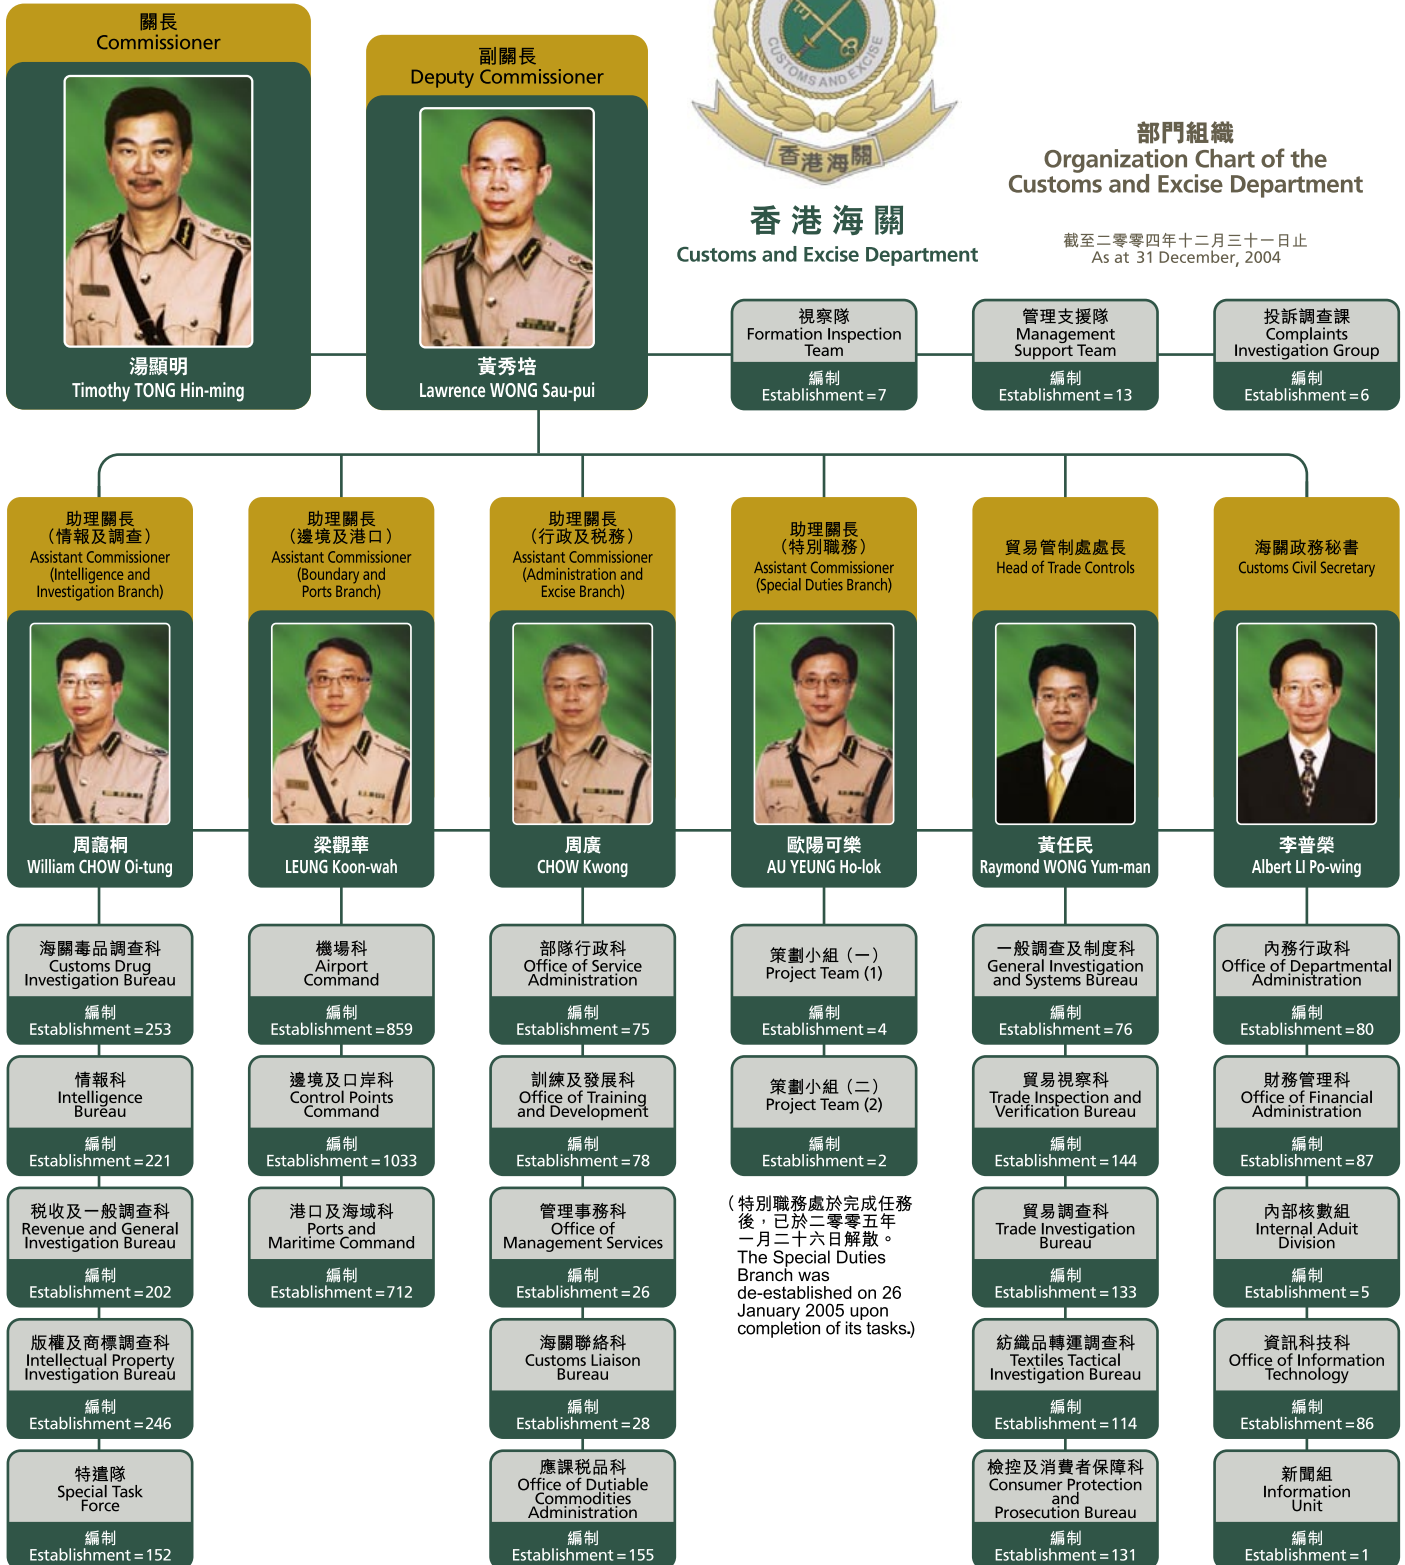 關長
Commissioner
湯顯明
Timothy TONG Hin-ming
副關長
Deputy Commissioner
黃秀培
Lawrence WONG Sau-pui
CUSTOMS AND EXCISE
香港海關
香港海關
Customs and Excise Department
部門組織
Organization Chart of the
Customs and Excise Department
截至二零零四年十二月三十一日止
As at 31 December, 2004
視察隊
Formation Inspection
Team
編制
Establishment=7
管理支援隊
Management
Support Team
編制
Establishment=13
投訴調查課
Complaints
Investigation Group
編制
Establishment=6
助理關長
（情報及調查）
Assistant Commissioner
(Intelligence and
Investigation Branch)
周藹桐
William CHOW Oi-tung
助理關長
（邊境及港口）
Assistant Commissioner
(Boundary and
Ports Branch)
梁觀華
LEUNG Koon-wah
助理關長
（行政及税務）
Assistant Commissioner
(Administration and
Excise Branch)
周廣
CHOW Kwong
助理關長
（特別職務）
Assistant Commissioner
(Special Duties Branch)
歐陽可樂
AU YEUNG Ho-lok
貿易管制處處長
Head of Trade Controls
黃任民
Raymond WONG Yum-man
海關政務秘書
Customs Civil Secretary
李普榮
Albert LI Po-wing
海關毒品調查科
Customs Drug
Investigation Bureau
編制
Establishment=253
情報科
Intelligence
Bureau
編制
Establishment=221
税收及一般調查科
Revenue and General
Investigation Bureau
編制
Establishment=202
版權及商標調查科
Intellectual Property
Investigation Bureau
編制
Establishment=246
特遣隊
Special Task
Force
編制
Establishment=152
機場科
Airport
Command
編制
Establishment=859
邊境及口岸科
Control Points
Command
編制
Establishment=1033
港口及海域科
Ports and
Maritime Command
編制
Establishment=712
部隊行政科
Office of Service
Administration
編制
Establishment=75
訓練及發展科
Office of Training
and Development
編制
Establishment=78
管理事務科
Office of
Management Services
編制
Establishment=26
海關聯絡科
Customs Liaison
Bureau
編制
Establishment=28
應課税品科
Office of Dutiable
Commodities
Administration
編制
Establishment=155
策劃小組（一）
Project Team (1)
編制
Establishment=4
策劃小組（二）
Project Team (2)
編制
Establishment=2
（特別職務處於完成任務
後，已於二零零五年
一月二十六日解散。
The Special Duties
Branch was
de-established on 26
January 2005 upon
completion of its tasks.)
一般調查及制度科
General Investigation
and Systems Bureau
編制
Establishment=76
貿易視察科
Trade Inspection and
Verification Bureau
編制
Establishment=144
貿易調查科
Trade Investigation
Bureau
編制
Establishment=133
紡織品轉運調查科
Textiles Tactical
Investigation Bureau
編制
Establishment=114
檢控及消費者保障科
Consumer Protection
and
Prosecution Bureau
編制
Establishment=131
內務行政科
Office of Departmental
Administration
編制
Establishment=80
財務管理科
Office of Financial
Administration
編制
Establishment=87
內部核數組
Internal Aduit
Division
編制
Establishment=5
資訊科技科
Office of Information
Technology
編制
Establishment=86
新聞組
Information
Unit
編制
Establishment=1